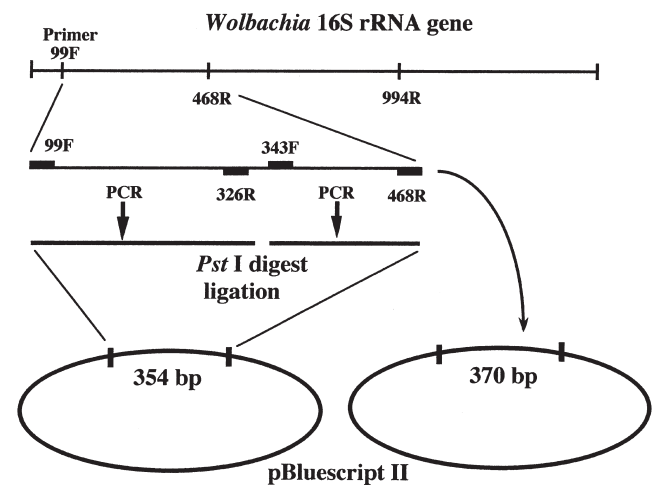 Wolbachia 16S rRNA gene
Primer
99F
468R
994R
99F
343F
326R
468R
PCR
PCR
Pst I digest
ligation
354 bp
370 bp
pBluescript II